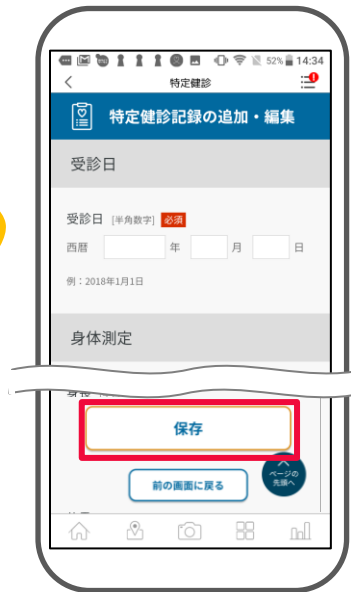 52% 14:34
特定健診
特定健診記録の追加・編集
受診日
受診日 [半角数字] 必須
西暦 年 月 日
例：2018年1月1日
身体測定
保存
ページの
先頭へ
前の画面に戻る